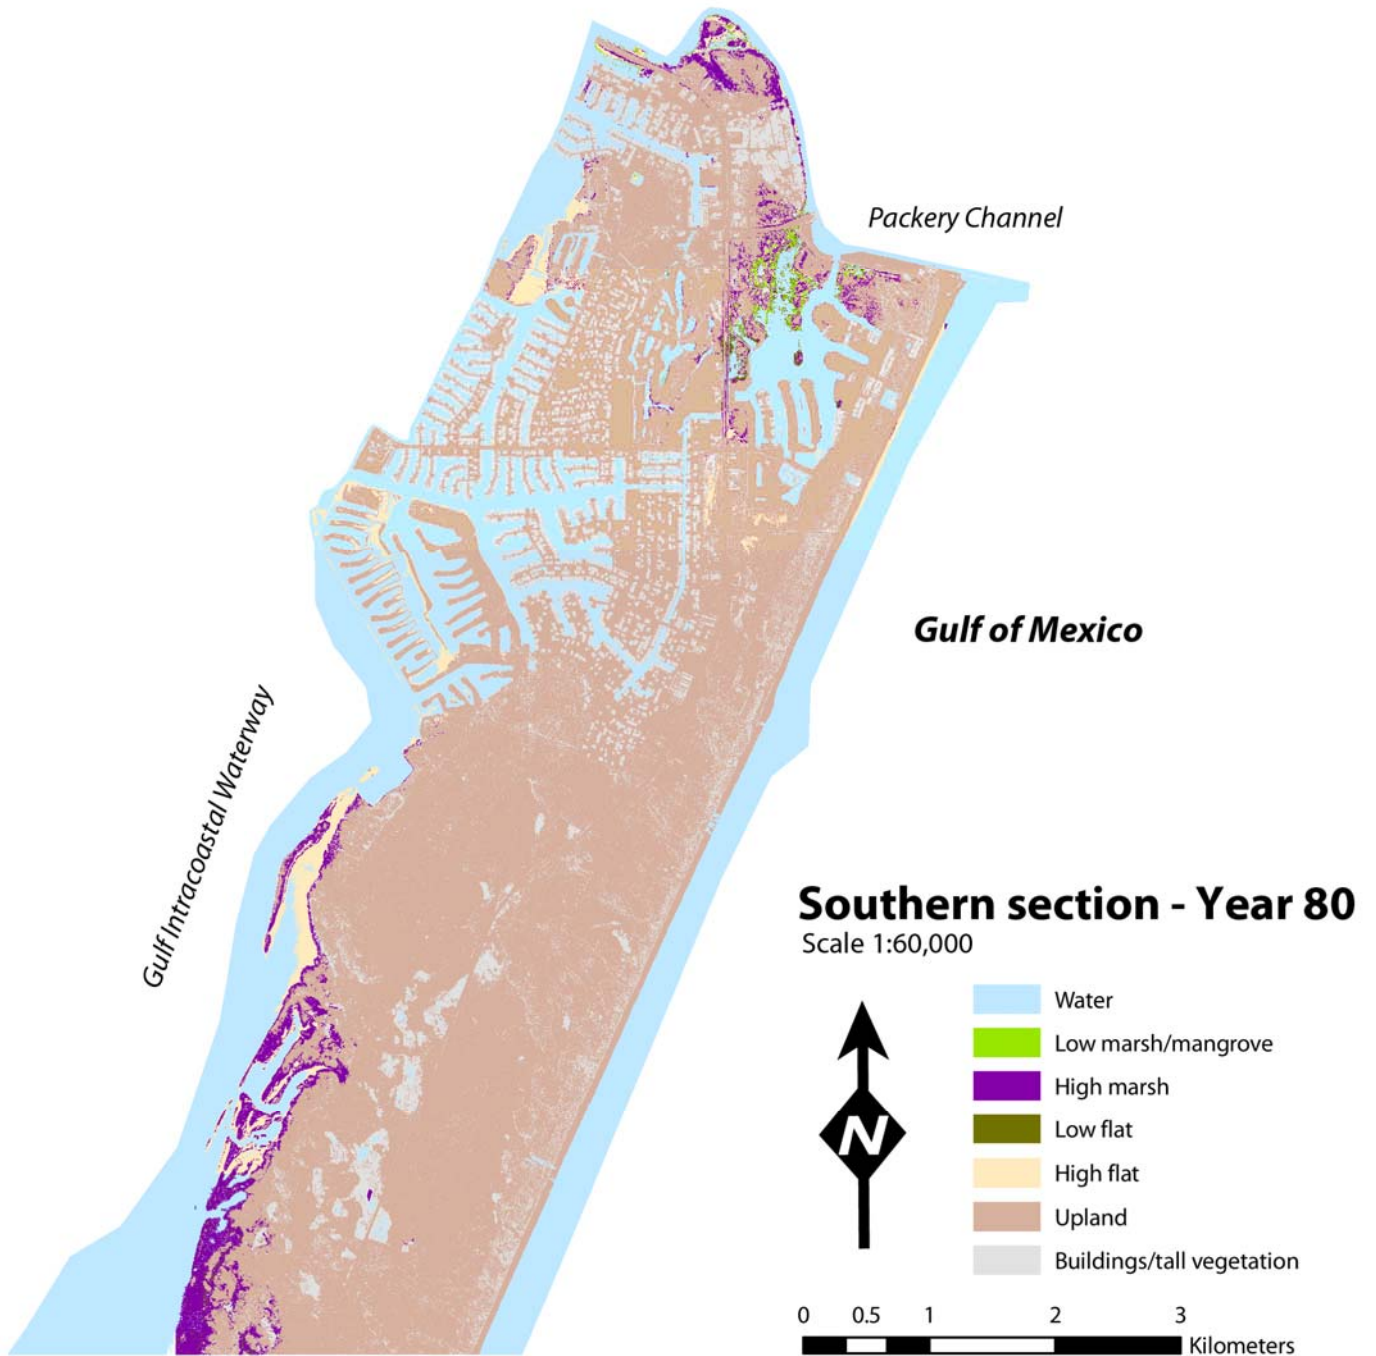 Packery Channel
Gulf of Mexico
Gulf Intracoastal Waterway
Southern section - Year 80
Scale 1:60,000
N
Water
Low marsh/mangrove
High marsh
Low flat
High flat
Upland
Buildings/tall vegetation
0 0.5 1 2 3
Kilometers